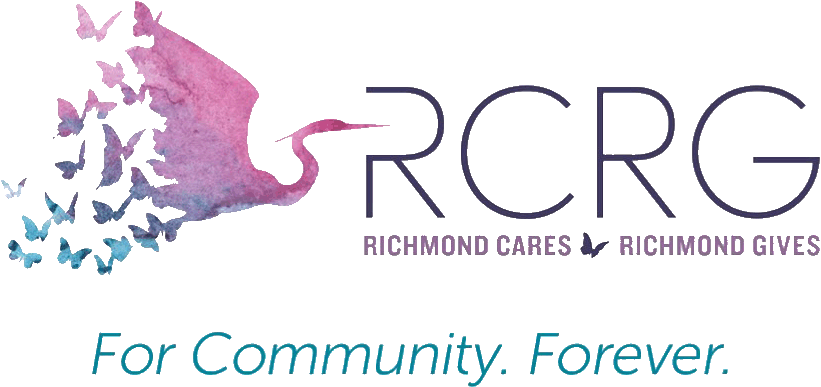 RCRG
RICHMOND CARES RICHMOND GIVES
For Community. Forever.